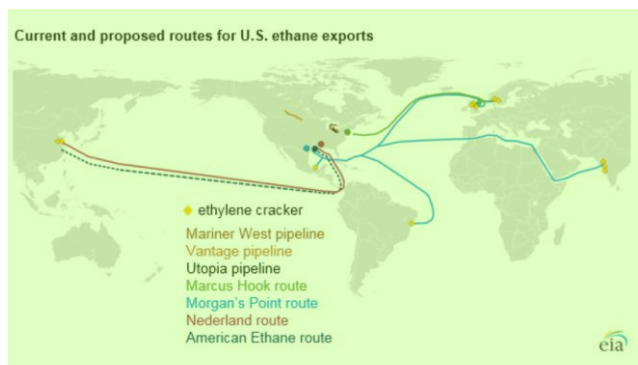 Current and proposed routes for U.S. ethane exports
ethylene cracker
Mariner West pipeline
Vantage pipeline
Utopia pipeline
Marcus Hook route
Morgan's Point route
Nederland route
American Ethane route
eia